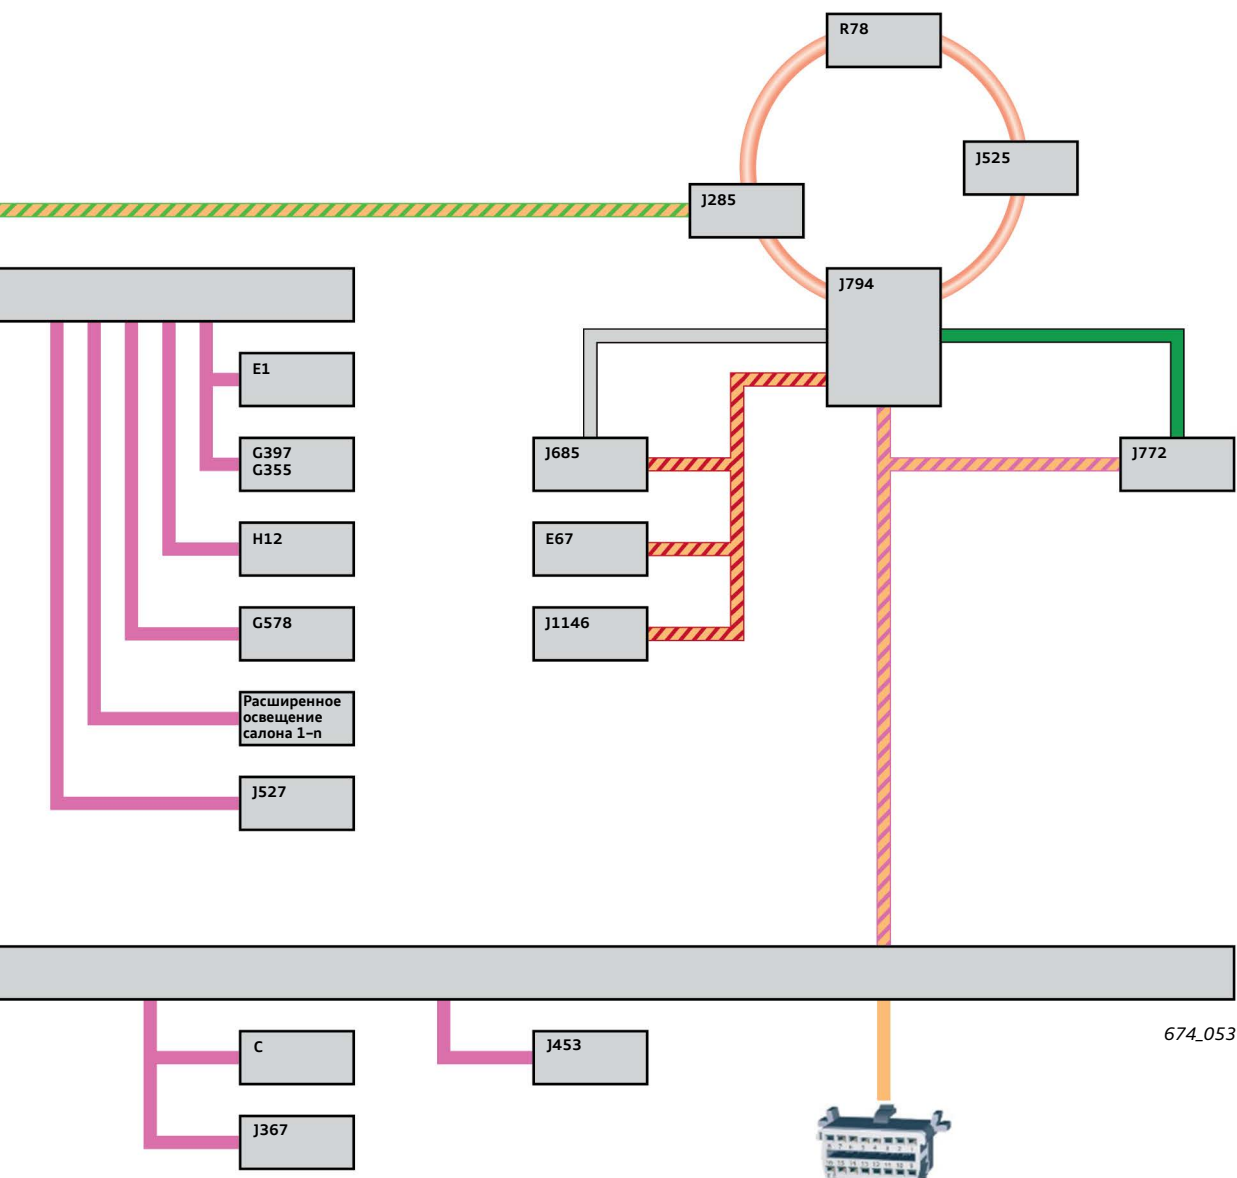 R78
J525
J285
J794
E1
G397
G355
J685
J772
H12
E67
G578
J1146
Расширенное
освещение
салона 1–n
J527
674_053
C
J453
J367